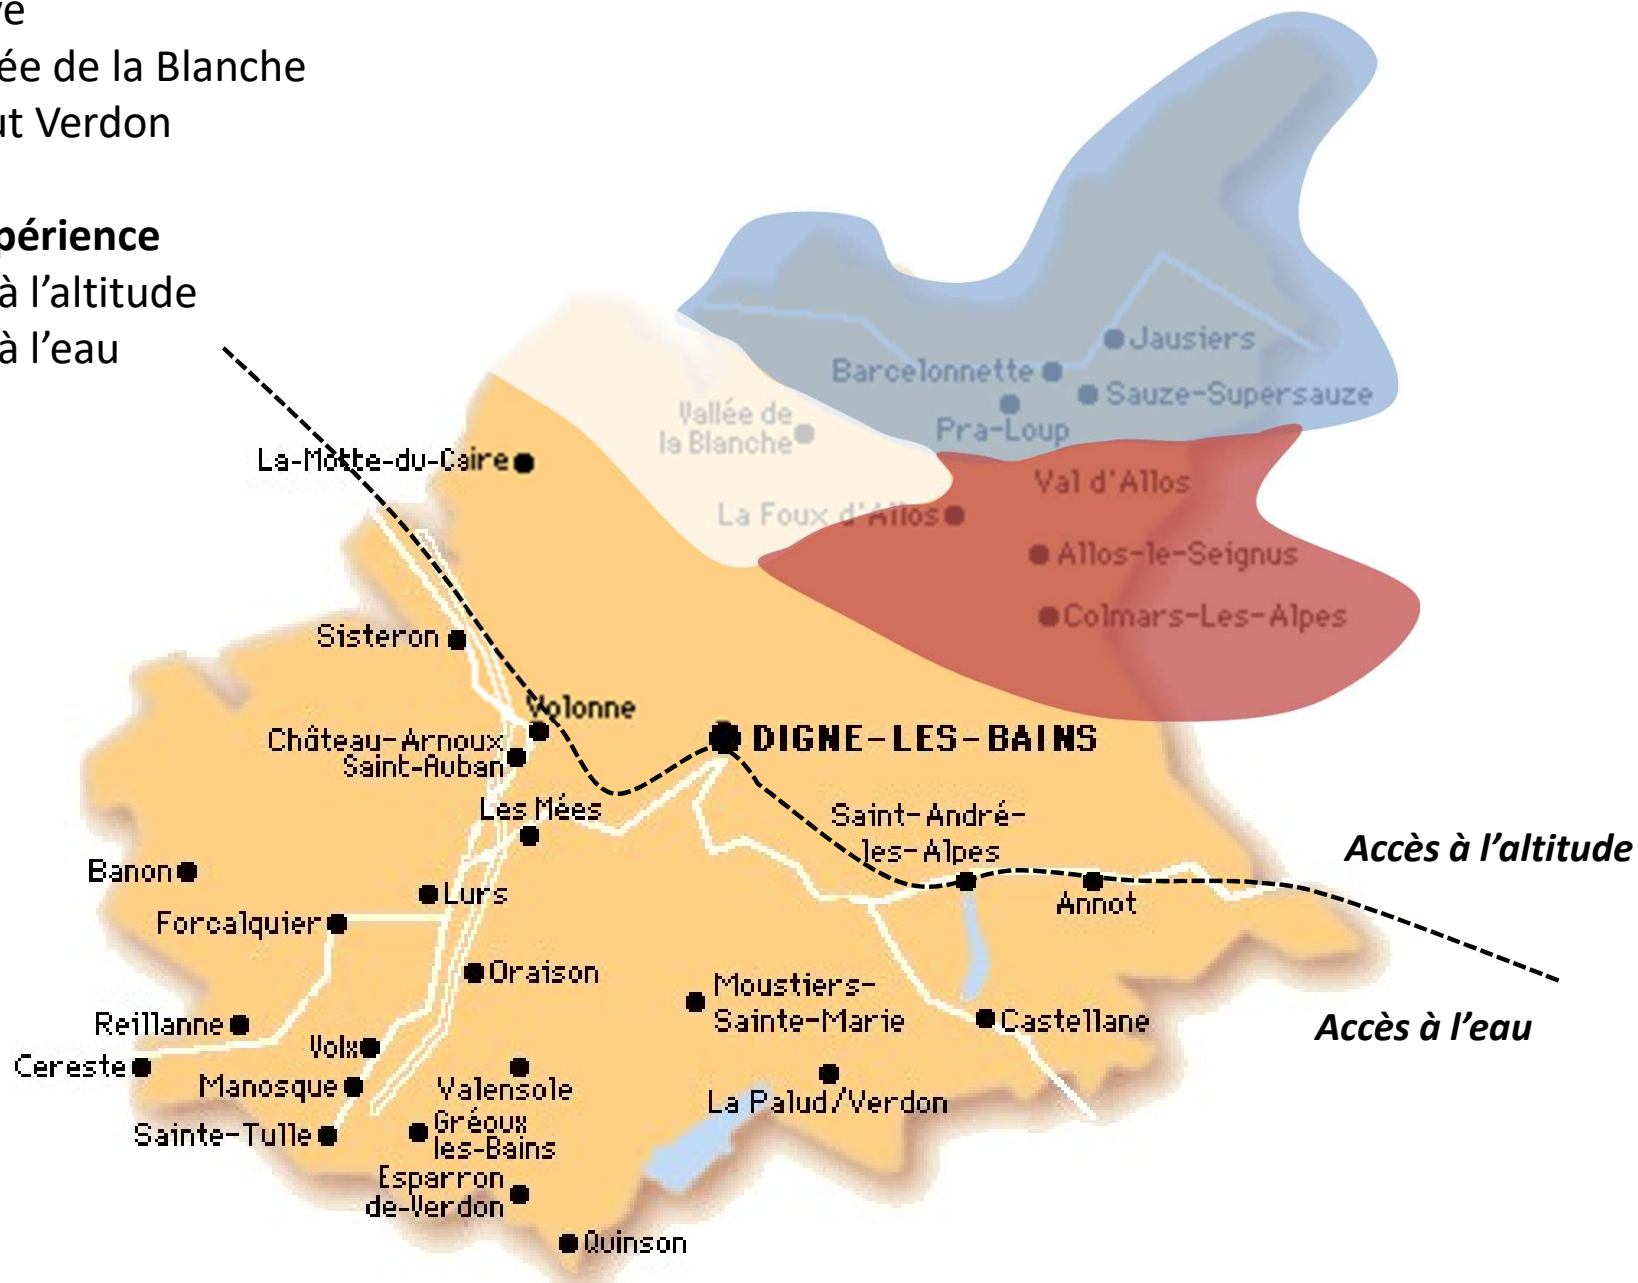 ve
ée de la Blanche
ut Verdon
périence
à l’altitude
à l’eau
Jausiers
Barcelonnette
Sauze-Supersauze
Pra-Loup
Vallée de
la Blanche
La-Motte-du-Caire
Val d'Allos
La Foux d'Allos
Allos-le-Seignus
Colmars-Les-Alpes
Sisteron
Volonne
DIGNE-LES-BAINS
Château-Arnoux
Saint-Auban
Les Mées
Saint-André-
les-Alpes
Accès à l’altitude
Banon
Lurs
Annot
Forcalquier
Oraison
Moustiers-
Sainte-Marie
Castellane
Accès à l’eau
Reillanne
Volx
Cereste
Manosque
Valensole
La Palud/Verdon
Sainte-Tulle
Gréoux
les-Bains
Esparron
de-Verdon
Quinson